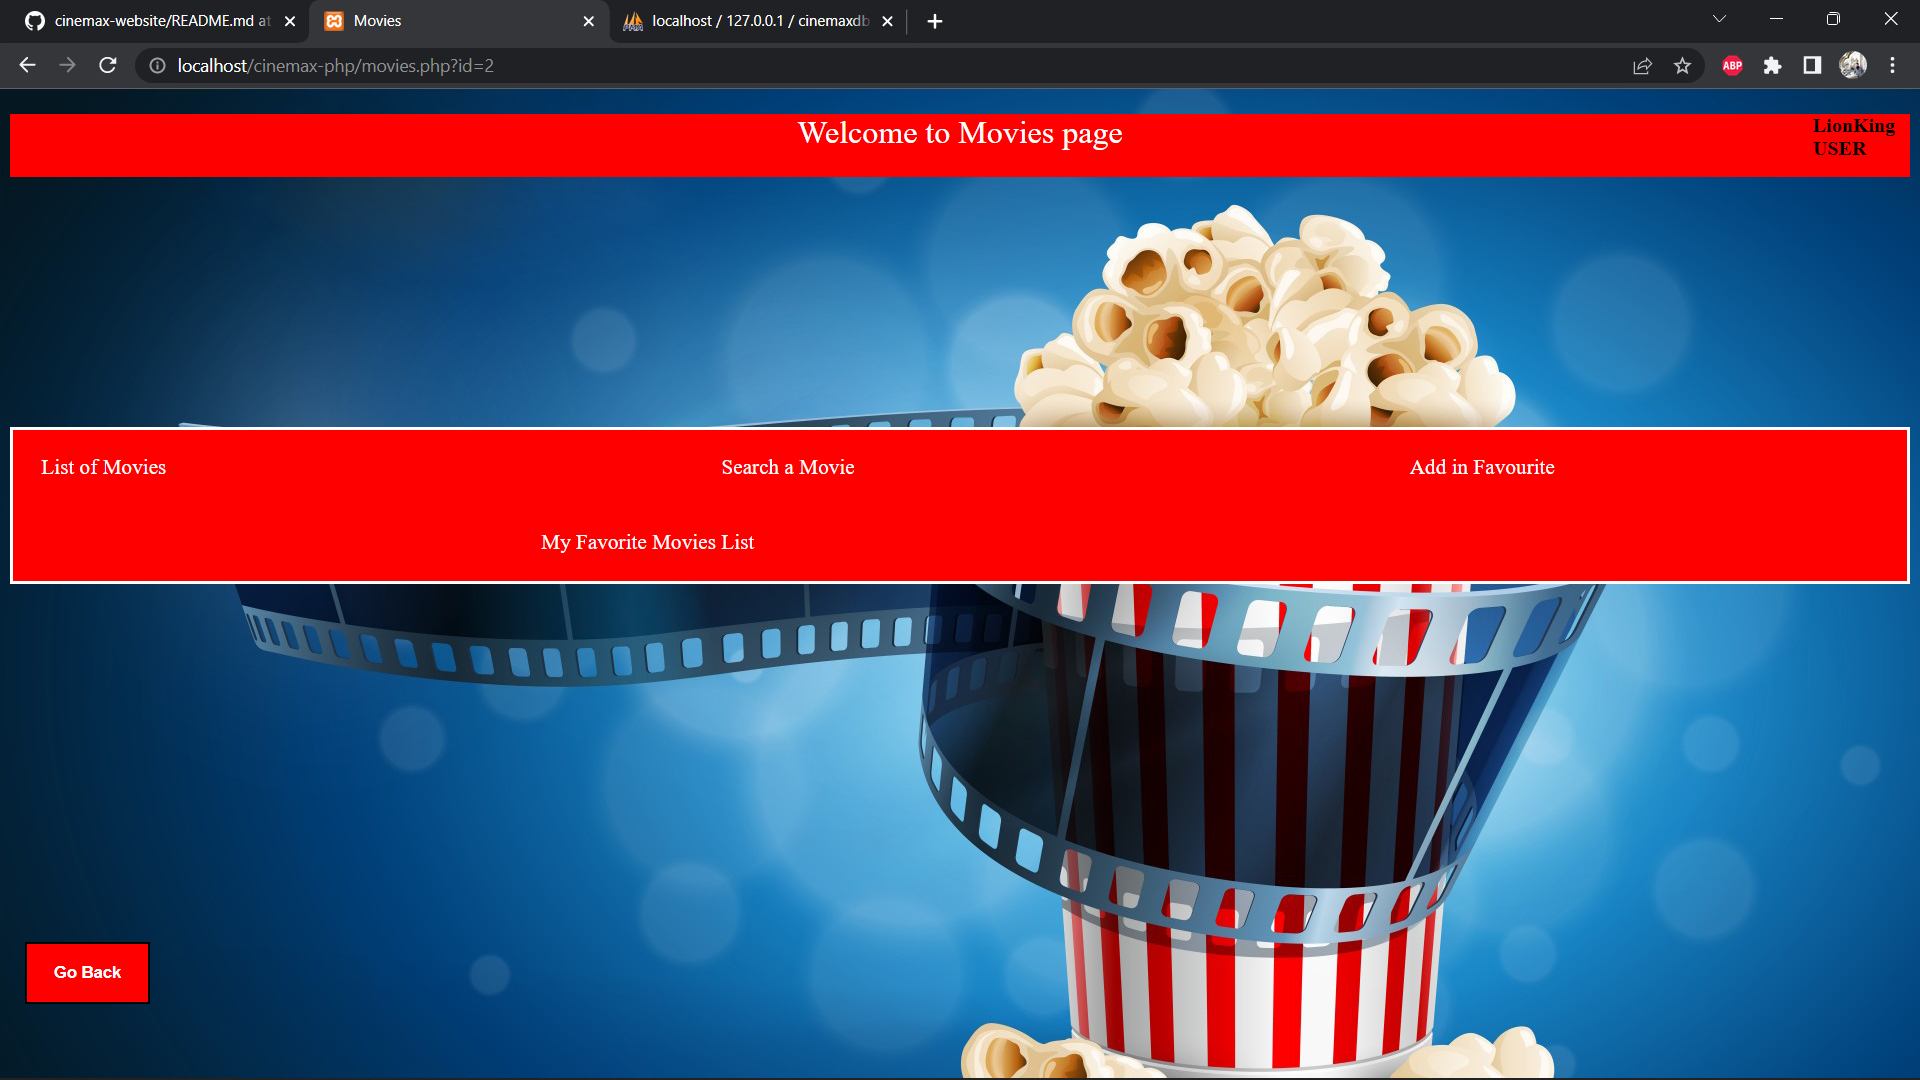 cinemax-website/README.md at
Movies
localhost / 127.0.0.1 / cinemaxdb
localhost/cinemax-php/movies.php?id=2
ABP
Welcome to Movies page
LionKing
USER
List of Movies
Search a Movie
Add in Favourite
My Favorite Movies List
Go Back